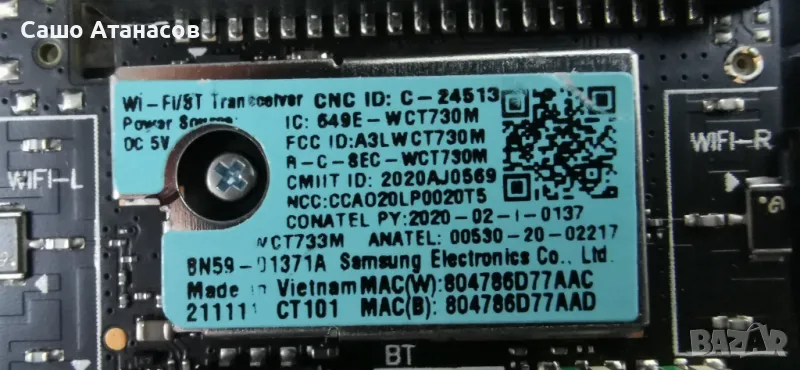 Сашо Атанасов
Wi-Fi/BT Transceiver CNC ID: C-24513
Power Source: IC: 649E-WCT730M
DC 5V FCC ID:A3LWCT730M
R-C-SEC-WCT730M
WIFI-L
WIFI-R
CMIIT ID: 2020AJ0569
NCC:CCAO20LP0020T5
CONATEL PY:2020-02-I-0137
WCT733M ANATEL: 00530-20-02217
BN59-01371A Samsung Electronics Co., Ltd.
Made in Vietnam MAC(W):804786D77AAC
211111 CT101 MAC(B): 804786D77AAD
BT
BAZAR